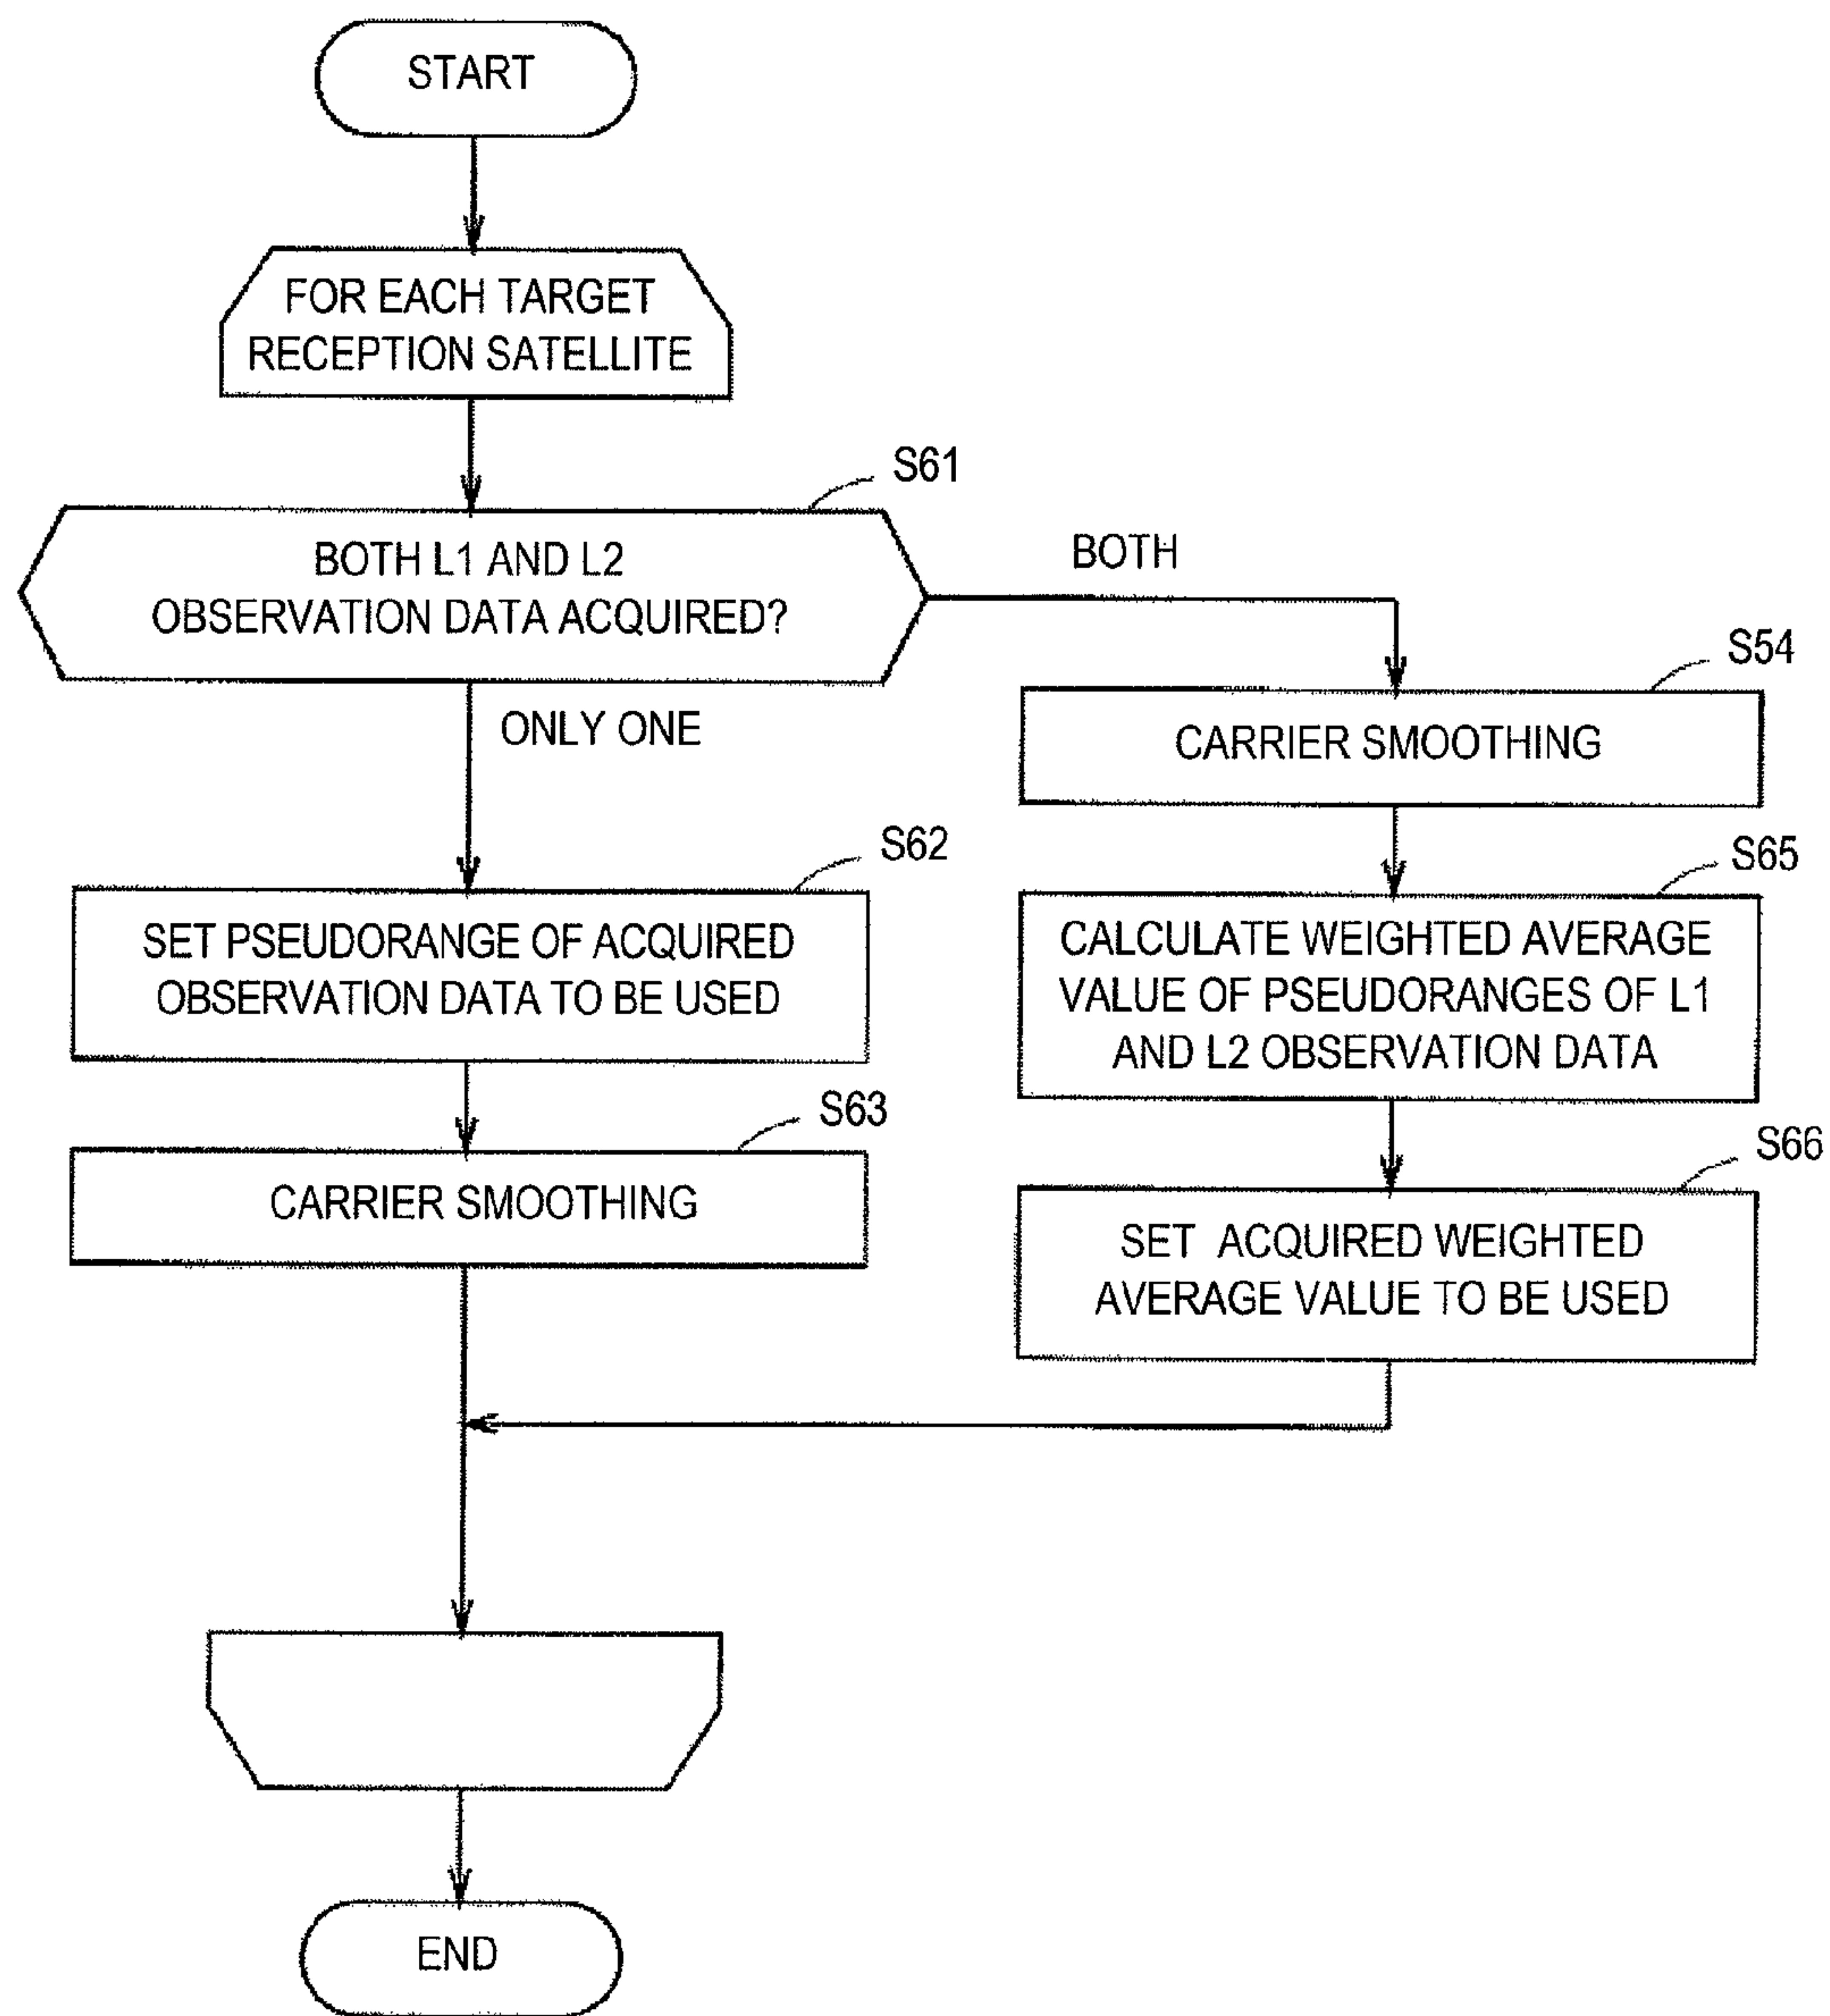 START
FOR EACH TARGET
RECEPTION SATELLITE
S61
BOTH L1 AND L2
OBSERVATION DATA ACQUIRED?
BOTH
ONLY ONE
S54
CARRIER SMOOTHING
S62
SET PSEUDORANGE OF ACQUIRED
OBSERVATION DATA TO BE USED
S65
CALCULATE WEIGHTED AVERAGE
VALUE OF PSEUDORANGES OF L1
AND L2 OBSERVATION DATA
S63
CARRIER SMOOTHING
S66
SET ACQUIRED WEIGHTED
AVERAGE VALUE TO BE USED
END